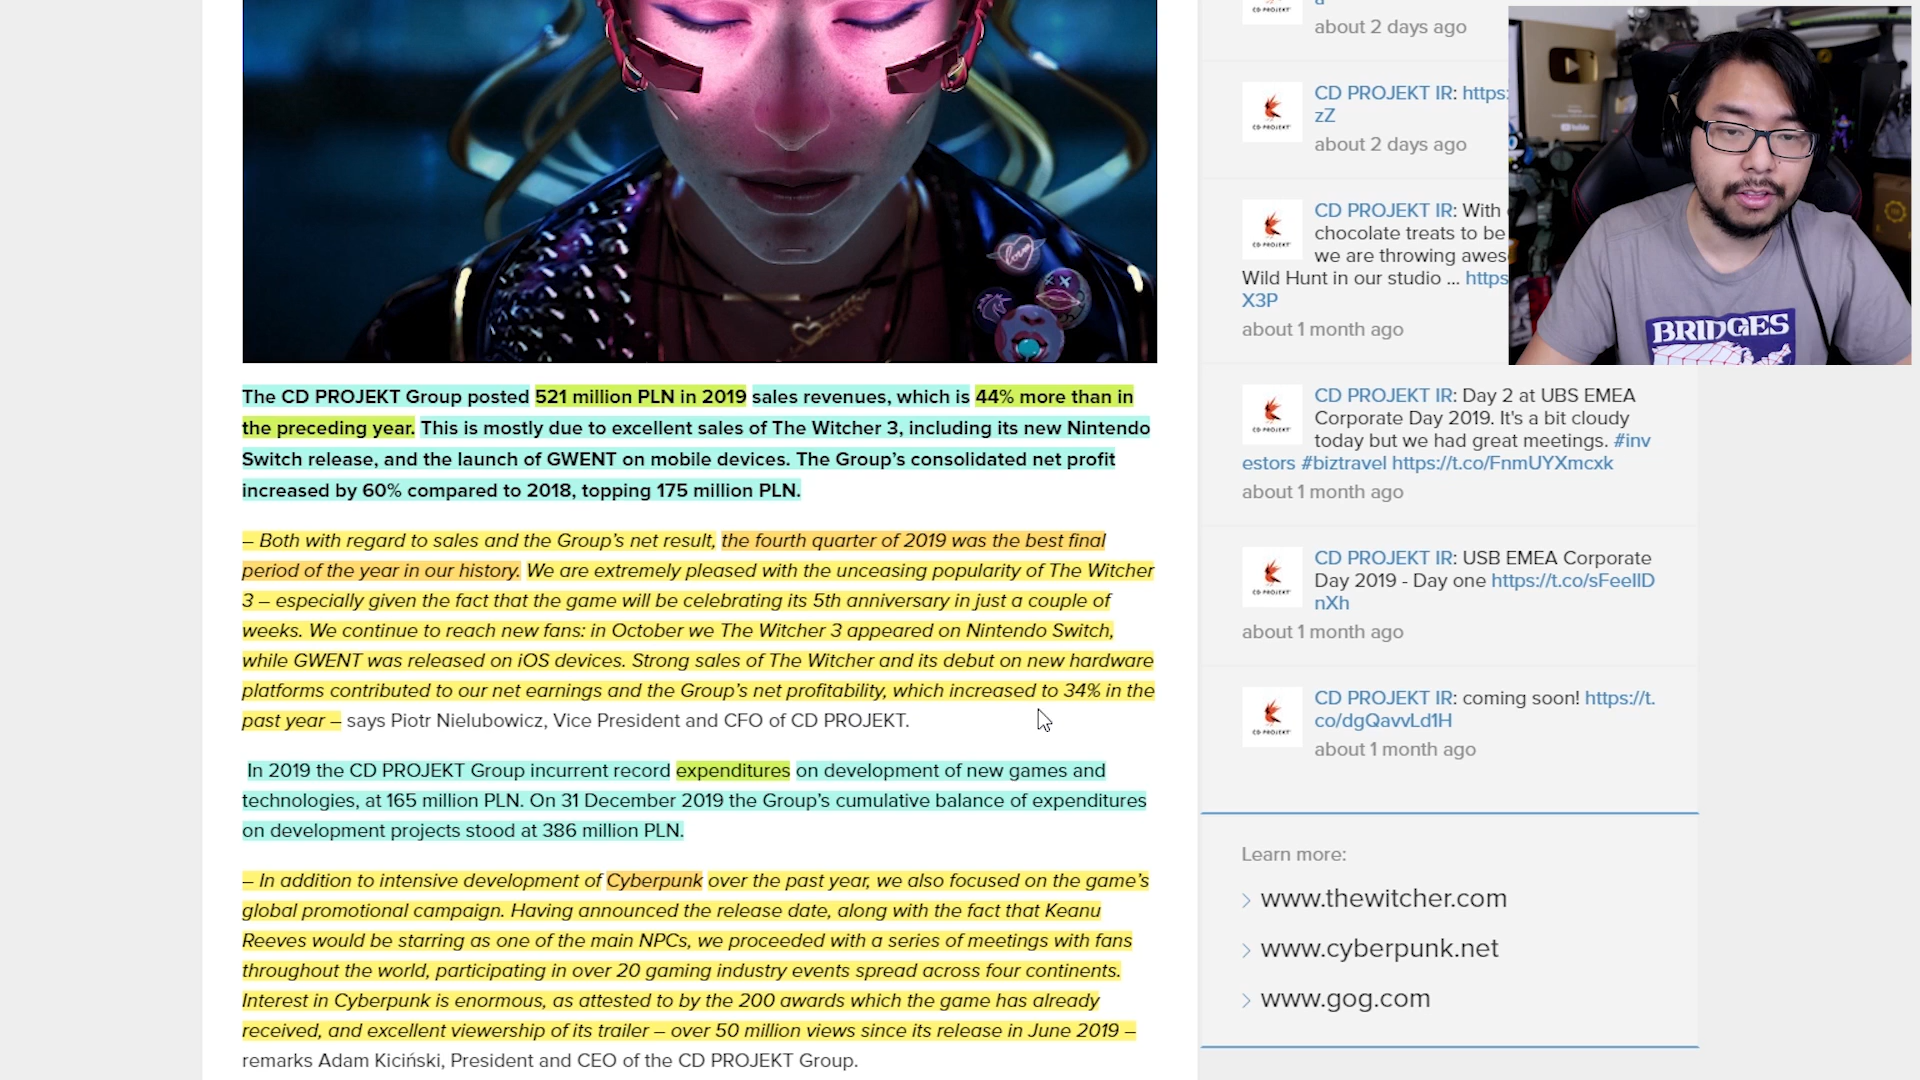 The CD PROJEKT Group posted 521 million PLN in 2019 sales revenues, which is 44% more than in
the preceding year. This is mostly due to excellent sales of The Witcher 3, including its new Nintendo
Switch release, and the launch of GWENT on mobile devices. The Group's consolidated net profit
increased by 60% compared to 2018, topping 175 million PLN.
– Both with regard to sales and the Group's net result, the fourth quarter of 2019 was the best final
period of the year in our history. We are extremely pleased with the unceasing popularity of The Witcher
3 – especially given the fact that the game will be celebrating its 5th anniversary in just a couple of
weeks. We continue to reach new fans: in October we The Witcher 3 appeared on Nintendo Switch,
while GWENT was released on iOS devices. Strong sales of The Witcher and its debut on new hardware
platforms contributed to our net earnings and the Group's net profitability, which increased to 34% in the
past year – says Piotr Nielubowicz, Vice President and CFO of CD PROJEKT.
In 2019 the CD PROJEKT Group incurrent record expenditures on development of new games and
technologies, at 165 million PLN. On 31 December 2019 the Group's cumulative balance of expenditures
on development projects stood at 386 million PLN.
– In addition to intensive development of Cyberpunk over the past year, we also focused on the game's
global promotional campaign. Having announced the release date, along with the fact that Keanu
Reeves would be starring as one of the main NPCs, we proceeded with a series of meetings with fans
throughout the world, participating in over 20 gaming industry events spread across four continents.
Interest in Cyberpunk is enormous, as attested to by the 200 awards which the game has already
received, and excellent viewership of its trailer – over 50 million views since its release in June 2019 –
remarks Adam Kiciński, President and CEO of the CD PROJEKT Group.
CD PROJEKT
about 2 days ago
CD PROJEKT
CD PROJEKT IR: https:
zZ
about 2 days ago
CD PROJEKT
CD PROJEKT IR: With
chocolate treats to be
we are throwing awes
Wild Hunt in our studio ... https
X3P
about 1 month ago
CD PROJEKT
CD PROJEKT IR: Day 2 at UBS EMEA
Corporate Day 2019. It's a bit cloudy
today but we had great meetings. #inv
estors #biztravel https://t.co/FnmUYXmcxk
about 1 month ago
CD PROJEKT
CD PROJEKT IR: USB EMEA Corporate
Day 2019 - Day one https://t.co/sFeeIID
nXh
about 1 month ago
CD PROJEKT
CD PROJEKT IR: coming soon! https://t.
co/dgQavvLd1H
about 1 month ago
Learn more:
www.thewitcher.com
www.cyberpunk.net
www.gog.com
BRIDGES